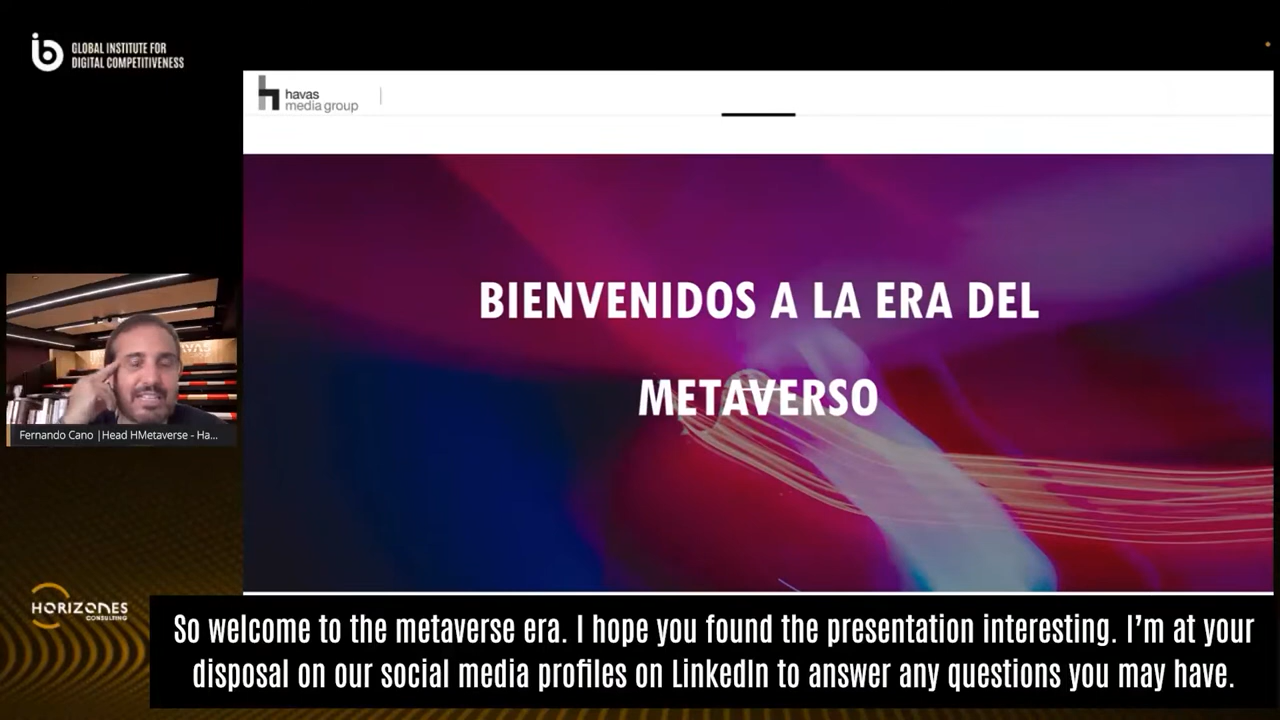 GLOBAL INSTITUTE FOR
DIGITAL COMPETITIVENESS
havas
media group
BIENVENIDOS A LA ERA DEL
METAVERSO
Fernando Cano |Head HMetaverse - Ha...
HORIZONES
CONSULTING
So welcome to the metaverse era. I hope you found the presentation interesting. I'm at your
disposal on our social media profiles on LinkedIn to answer any questions you may have.